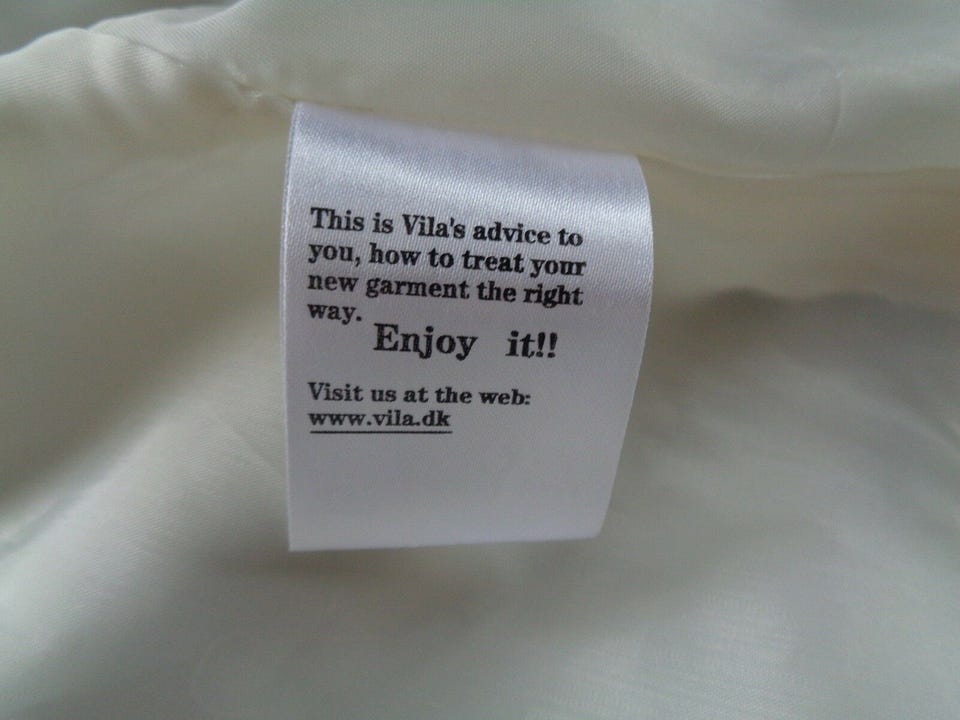 This is Vila's advice to
you, how to treat your
new garment the right
way.
Enjoy it!!
Visit us at the web:
www.vila.dk